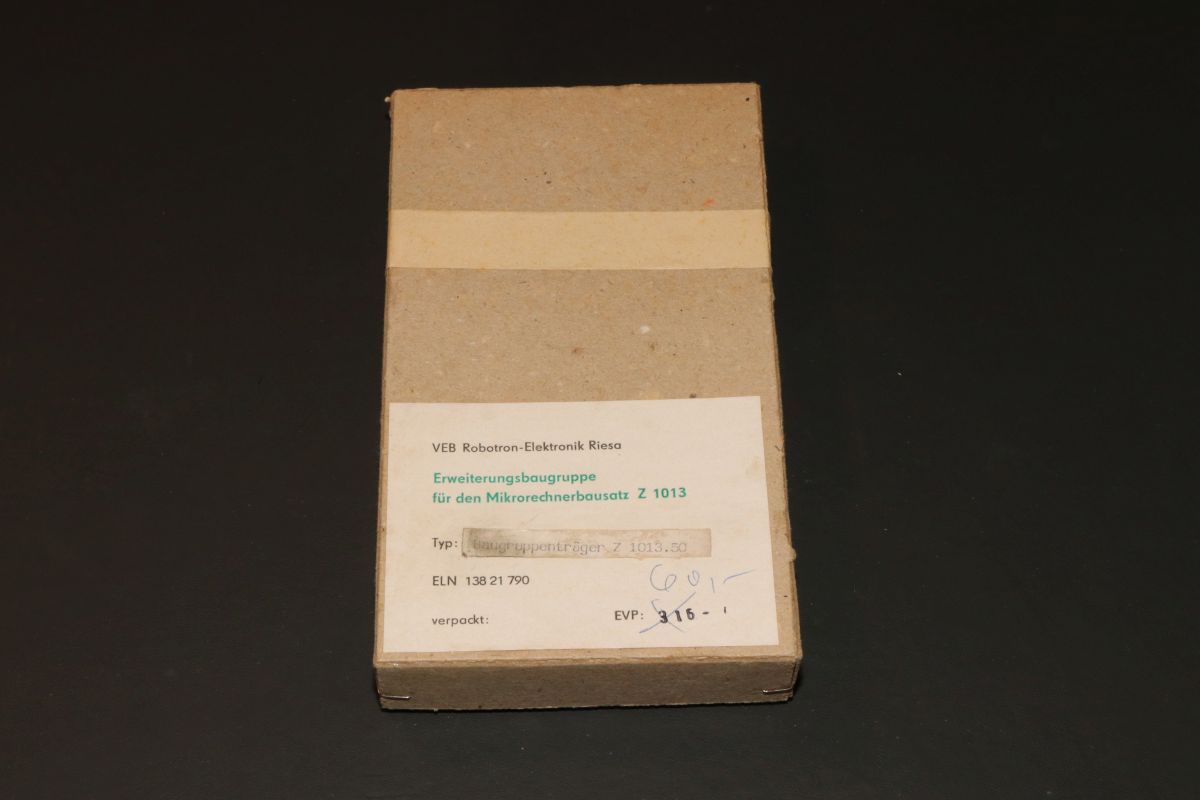 VEB Robotron-Elektronik Riesa
Erweiterungsbaugruppe
für den Mikrorechnerbausatz Z 1013
Typ: Baugruppenträger Z 1013.50
ELN 138 21 790
60,-
verpackt: EVP: 316-